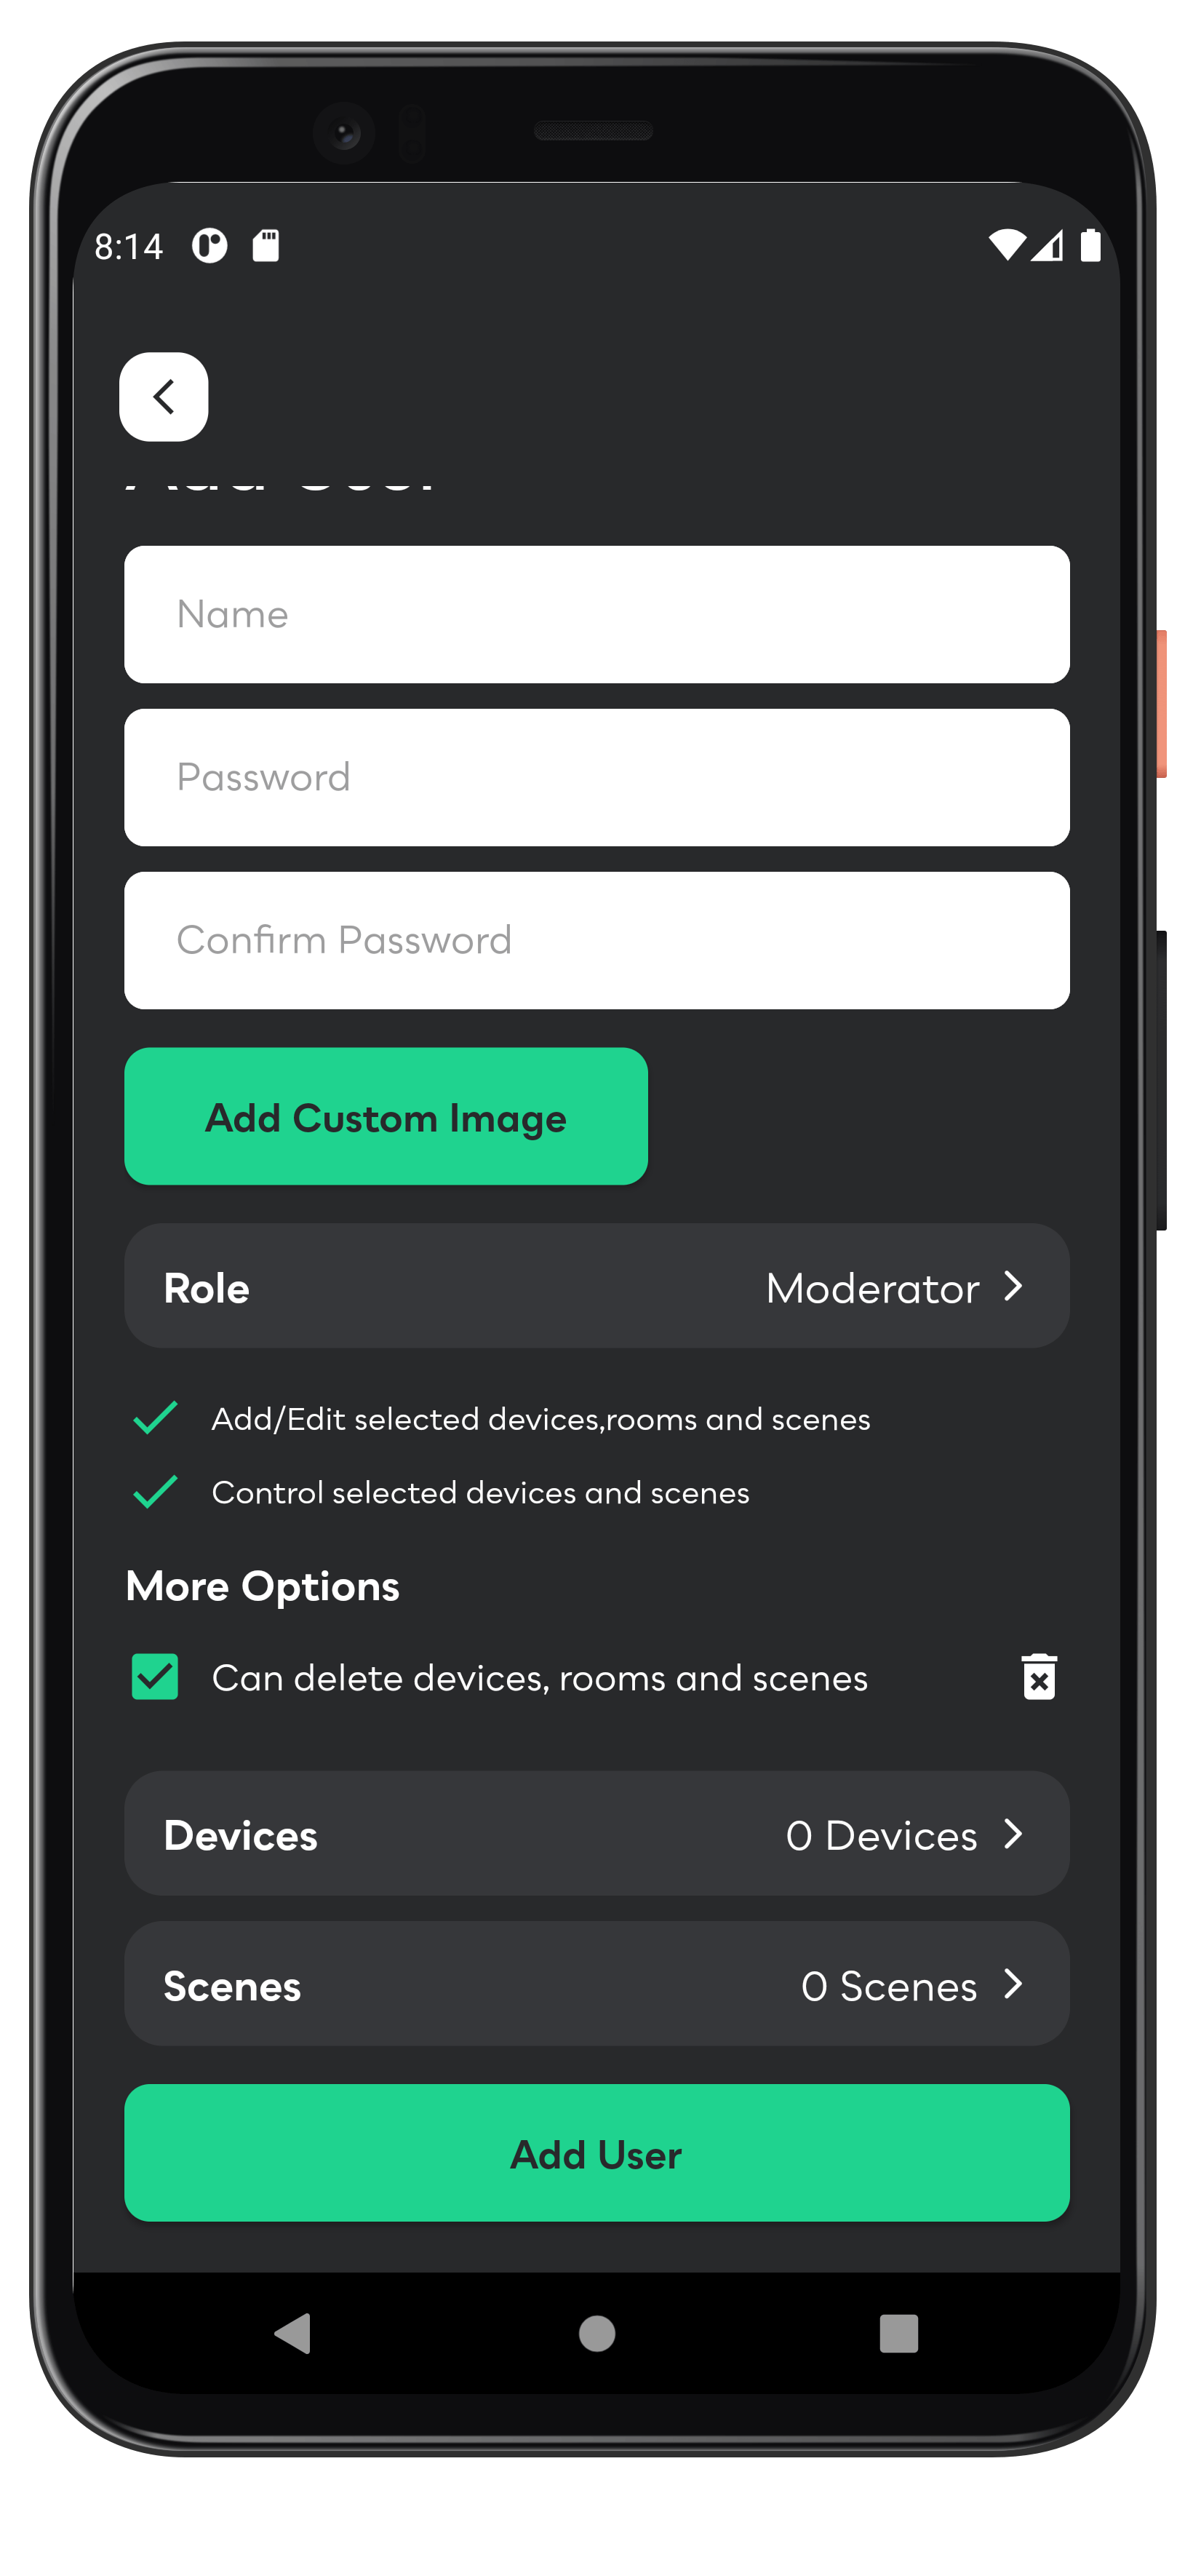 8:14
Name
Password
Confirm Password
Add Custom Image
Role
Moderator
Add/Edit selected devices,rooms and scenes
Control selected devices and scenes
More Options
Can delete devices, rooms and scenes
Devices
0 Devices
Scenes
0 Scenes
Add User